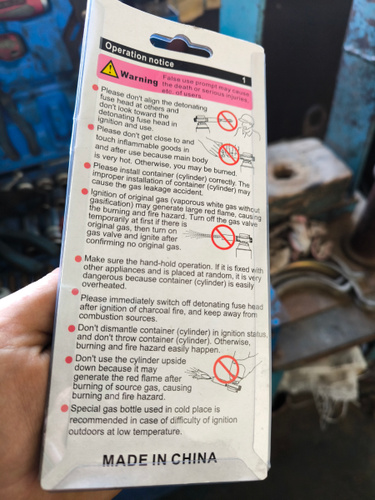 Operation notice
1
Warning
False use prompt may cause
the death or serious injuries,
etc. of users.
Please don't align the detonating
fuse head at others and
don't look toward the
detonating fuse head in
ignition and use.
Please don't get close to and
touch inflammable goods in
and after use because main body
is very hot. Otherwise, you may be burned.
Please install container (cylinder) correctly. The
improper installation of container (cylinder) may
cause the gas leakage accident.
Ignition of original gas (vaporous white gas without
gasification) may generate large red flame, causing
the burning and fire hazard. Turn off the gas valve
temporarily at first if there is
original gas, then turn on
gas valve and ignite after
confirming no original gas.
Make sure the hand-hold operation. If it is fixed with
other appliances and is placed at random, it is very
dangerous because container (cylinder) is easily
overheated.
Please immediately switch off detonating fuse head
after ignition of charcoal fire, and keep away from
combustion sources.
Don't dismantle container (cylinder) in ignition status,
and don't throw container (cylinder). Otherwise,
burning and fire hazard easily happen.
Don't use the cylinder upside
down because it may
generate the red flame after
burning of source gas, causing
burning and fire hazard.
Special gas bottle used in cold place is
recommended in case of difficulty of ignition
outdoors at low temperature.
MADE IN CHINA